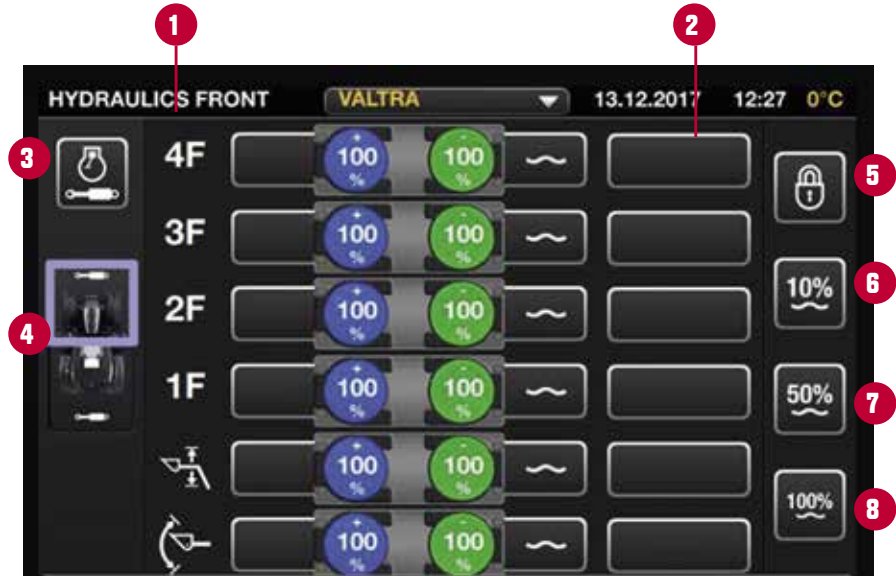 1
2
HYDRAULICS FRONT VALTRA 13.12.2017 12:27 0°C
3
4F + 100 % - 100 %
5
3F + 100 % - 100 %
6
10%
4
2F + 100 % - 100 %
1F + 100 % - 100 %
50%
7
+ 100 % - 100 %
100%
8
+ 100 % - 100 %